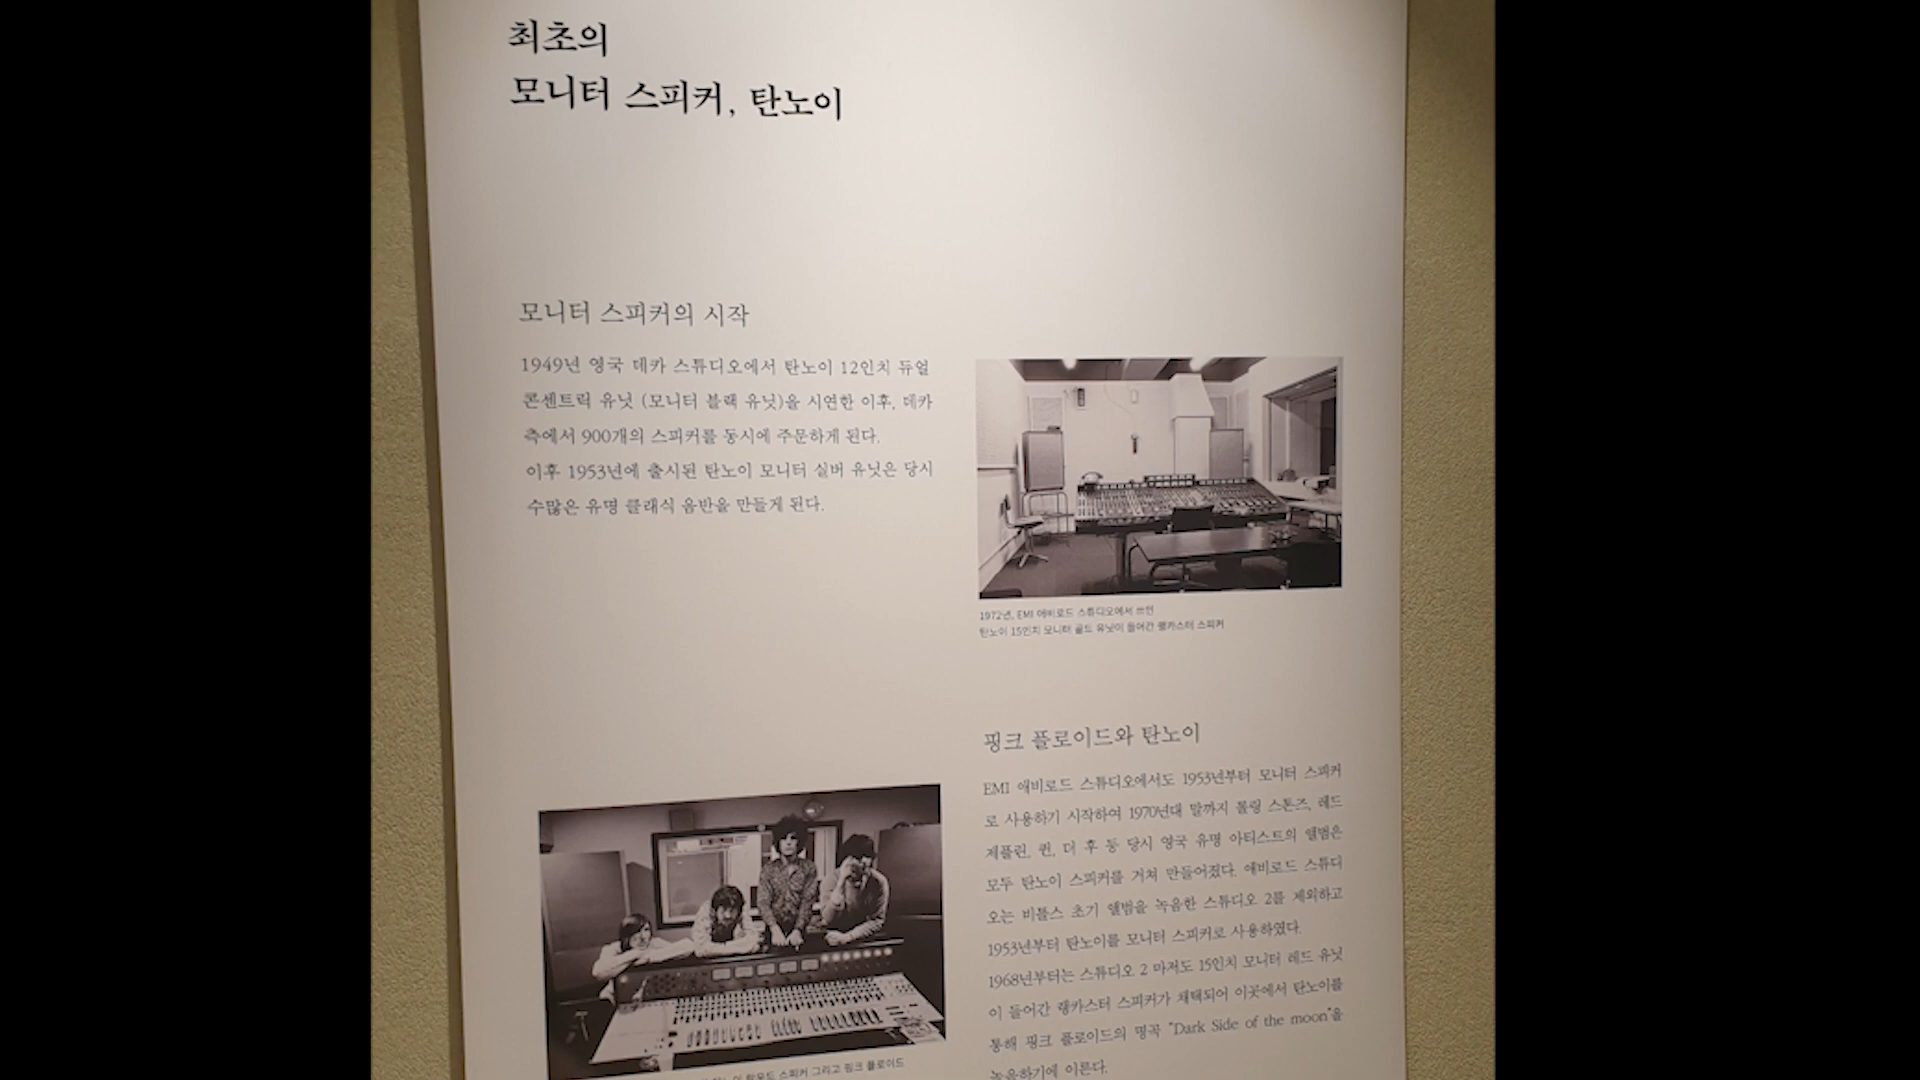 최초의
모니터 스피커, 탄노이
모니터 스피커의 시작
1949년 영국 데카 스튜디오에서 탄노이 12인치 듀얼
콘센트릭 유닛 (모니터 블랙 유닛)을 시연한 이후, 데카
측에서 900개의 스피커를 동시에 주문하게 된다.
이후 1953년에 출시된 탄노이 모니터 실버 유닛은 당시
수많은 유명 클래식 음반을 만들게 된다.
1972년, EMI 애비로드 스튜디오에서 쓰인
탄노이 15인치 모니터 골드 유닛이 들어간 랭카스터 스피커
핑크 플로이드와 탄노이
EMI 애비로드 스튜디오에서도 1953년부터 모니터 스피커
로 사용하기 시작하여 1970년대 말까지 롤링 스톤즈, 레드
제플린, 퀸, 더 후 등 당시 영국 유명 아티스트의 앨범은
모두 탄노이 스피커를 거쳐 만들어졌다. 애비로드 스튜디
오는 비틀스 초기 앨범을 녹음한 스튜디오 2를 제외하고
1953년부터 탄노이를 모니터 스피커로 사용하였다.
1968년부터는 스튜디오 2 마저도 15인치 모니터 레드 유닛
이 들어간 랭카스터 스피커가 채택되어 이곳에서 탄노이를
통해 핑크 플로이드의 명곡 "Dark Side of the moon"을
녹음하기에 이른다.
스피커 그리고 핑크 플로이드